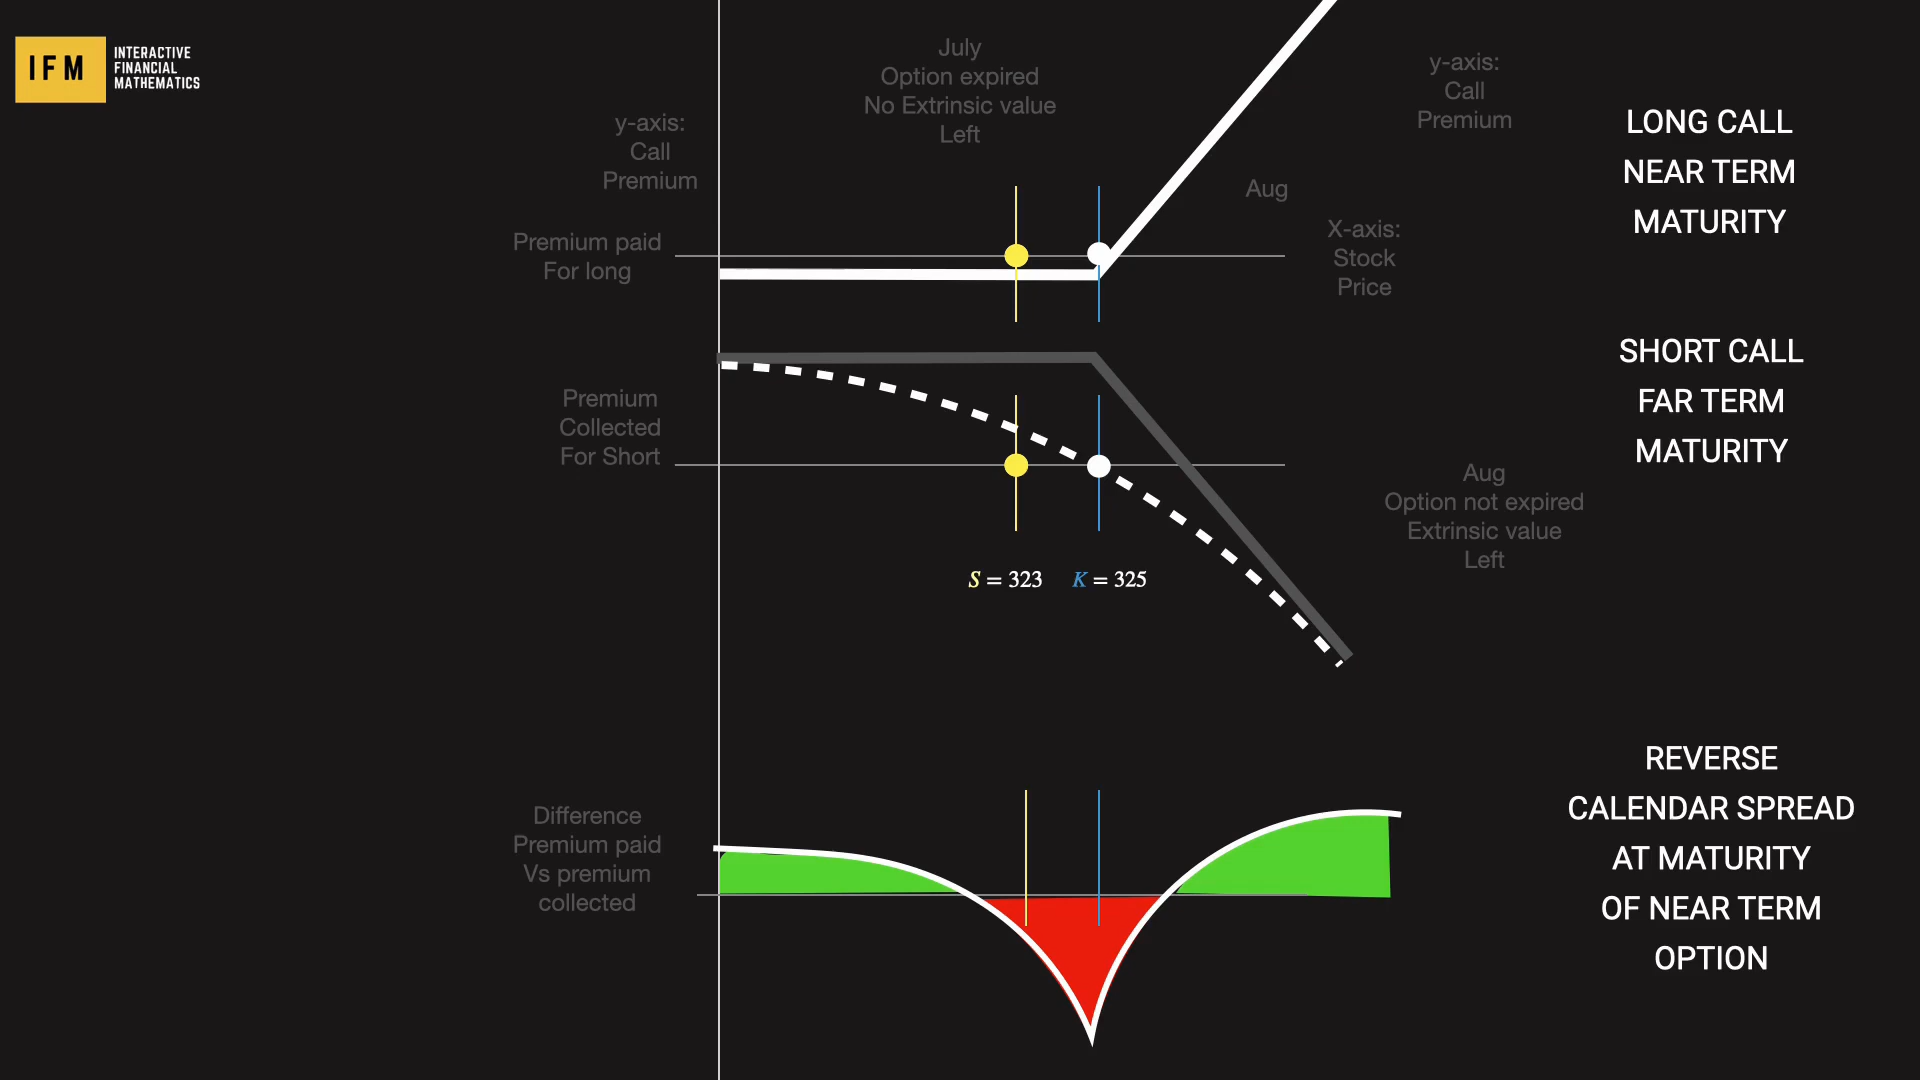 IFM
INTERACTIVE
FINANCIAL
MATHEMATICS
July
Option expired
No Extrinsic value
Left
y-axis:
Call
Premium
y-axis:
Call
Premium
LONG CALL
NEAR TERM
MATURITY
Aug
Premium paid
For long
X-axis:
Stock
Price
SHORT CALL
FAR TERM
MATURITY
Premium
Collected
For Short
Aug
Option not expired
Extrinsic value
Left
S = 323
K = 325
REVERSE
CALENDAR SPREAD
AT MATURITY
OF NEAR TERM
OPTION
Difference
Premium paid
Vs premium
collected